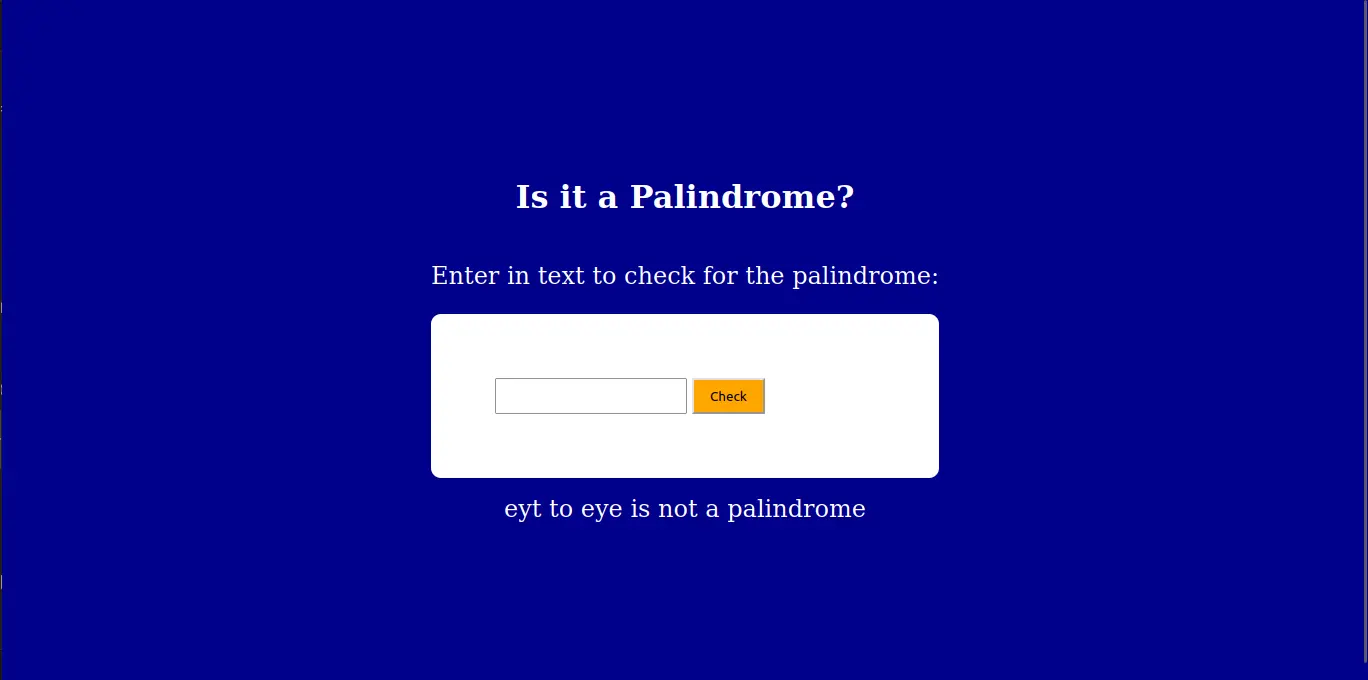 Is it a Palindrome?
Enter in text to check for the palindrome:
Check
eyt to eye is not a palindrome